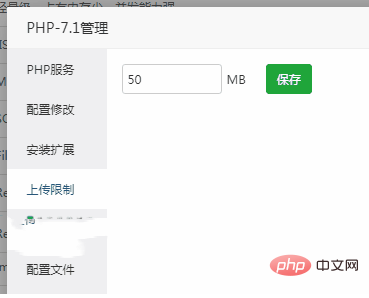 PHP-7.1管理
PHP服务
50 MB 保存
配置修改
安装扩展
上传限制
配置文件
php 中文网